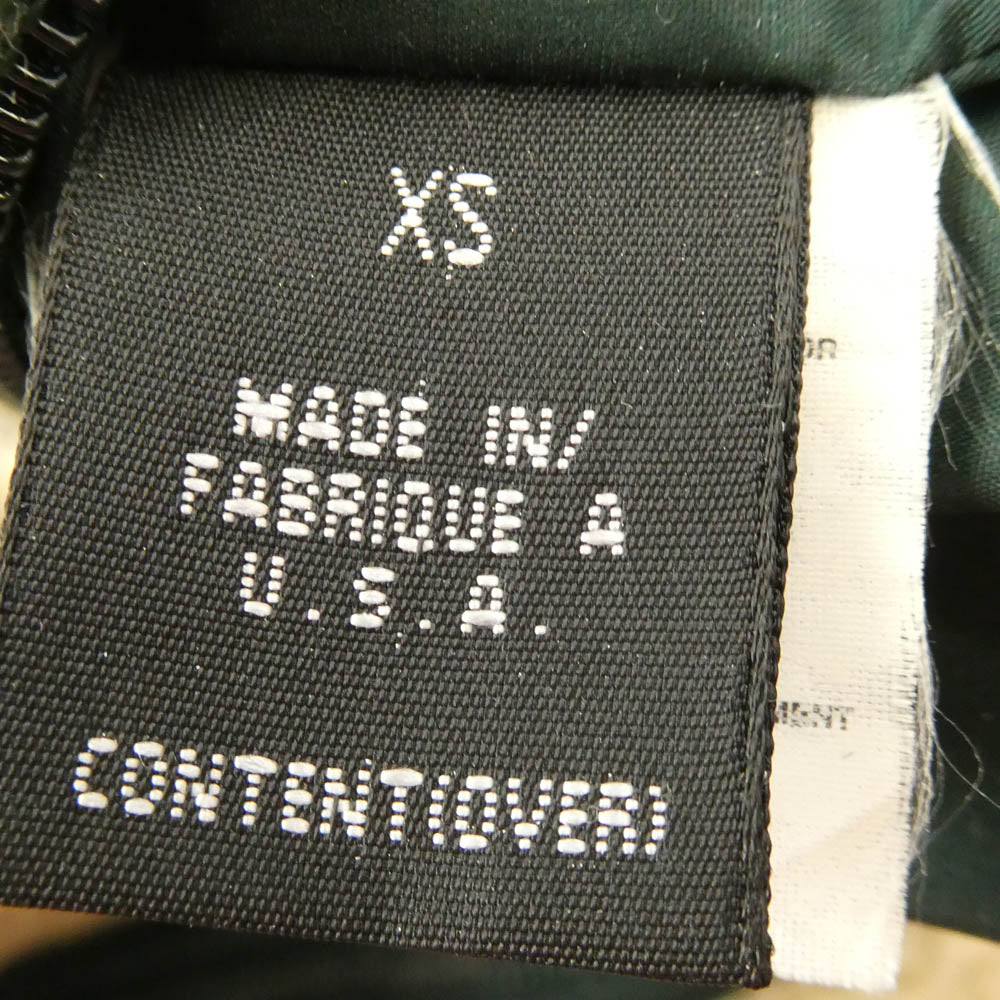 XS
MADE IN/
FABRIQUE A
U.S.A.
CONTENT(OVER)